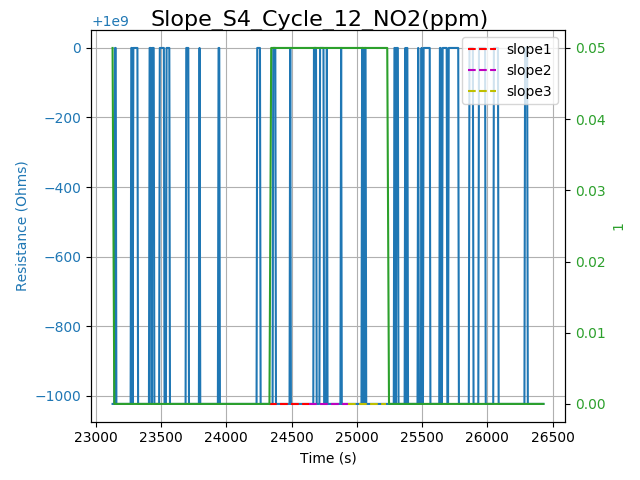 Slope_S4_Cycle_12_NO2(ppm)
+1e9
slope1
slope2
slope3
0
−200
−400
−600
−800
−1000
Resistance (Ohms)
0.05
0.04
0.03
0.02
0.01
0.00
1
23000 23500 24000 24500 25000 25500 26000 26500
Time (s)